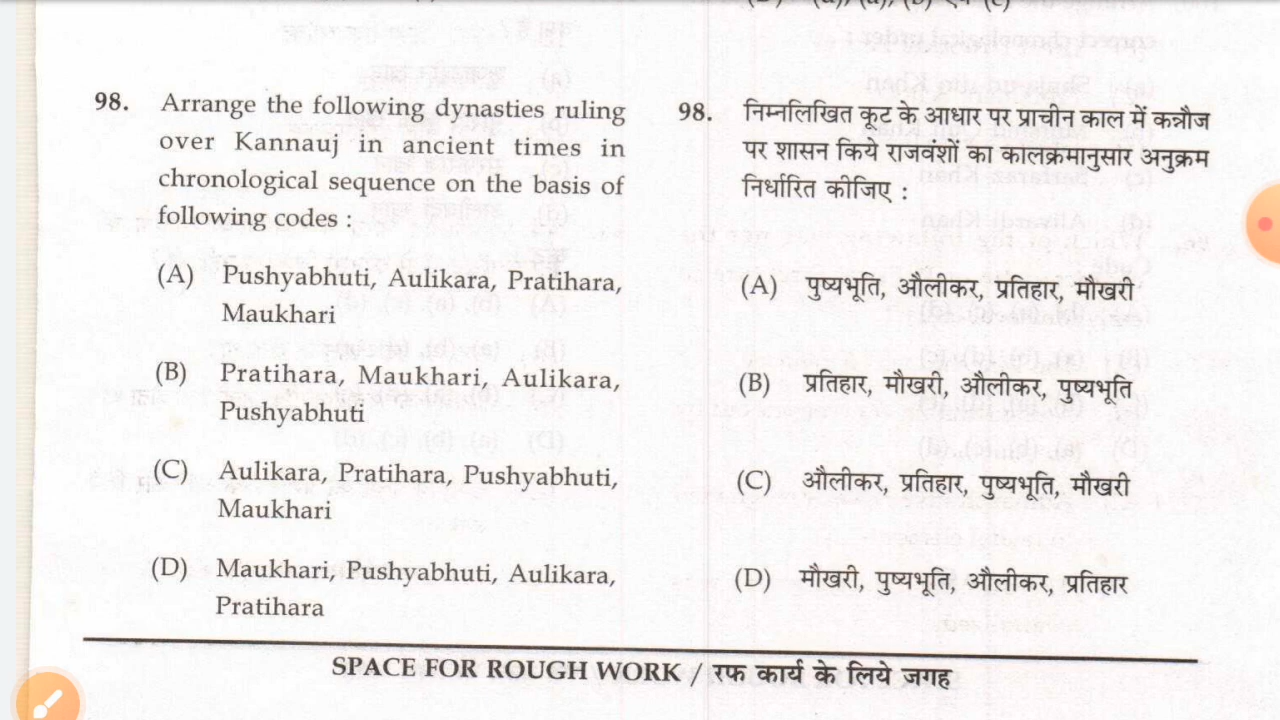 98. Arrange the following dynasties ruling
over Kannauj in ancient times in
chronological sequence on the basis of
following codes :
(A) Pushyabhuti, Aulikara, Pratihara,
Maukhari
(B) Pratihara, Maukhari, Aulikara,
Pushyabhuti
(C) Aulikara, Pratihara, Pushyabhuti,
Maukhari
(D) Maukhari, Pushyabhuti, Aulikara,
Pratihara
98. निम्नलिखित कूट के आधार पर प्राचीन काल में कन्नौज
पर शासन किये राजवंशों का कालक्रमानुसार अनुक्रम
निर्धारित कीजिए :
(A) पुष्यभूति, औलीकर, प्रतिहार, मौखरी
(B) प्रतिहार, मौखरी, औलीकर, पुष्यभूति
(C) औलीकर, प्रतिहार, पुष्यभूति, मौखरी
(D) मौखरी, पुष्यभूति, औलीकर, प्रतिहार
SPACE FOR ROUGH WORK / रफ कार्य के लिये जगह